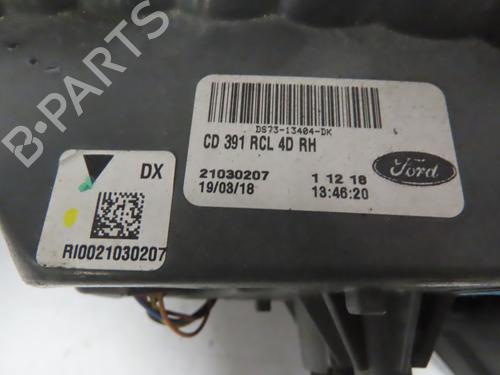 B-PARTS
DS73-13404-DK
CD 391 RCL 4D RH
21030207 1 12 18
19/03/18 13:46:20
Ford
DX
RI0021030207